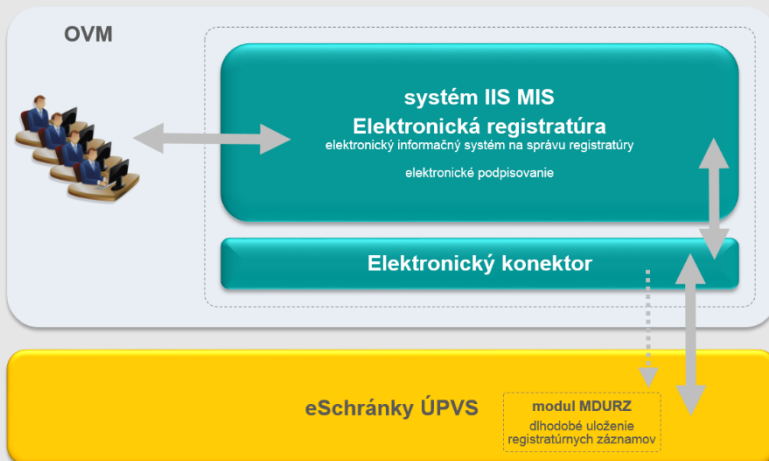 OVM
systém IIS MIS
Elektronická registratúra
elektronický informačný systém na správu registratúry
elektronické podpisovanie
Elektronický konektor
eSchránky ÚPVS
modul MDURZ
dlhodobé uloženie
registratúrnych záznamov